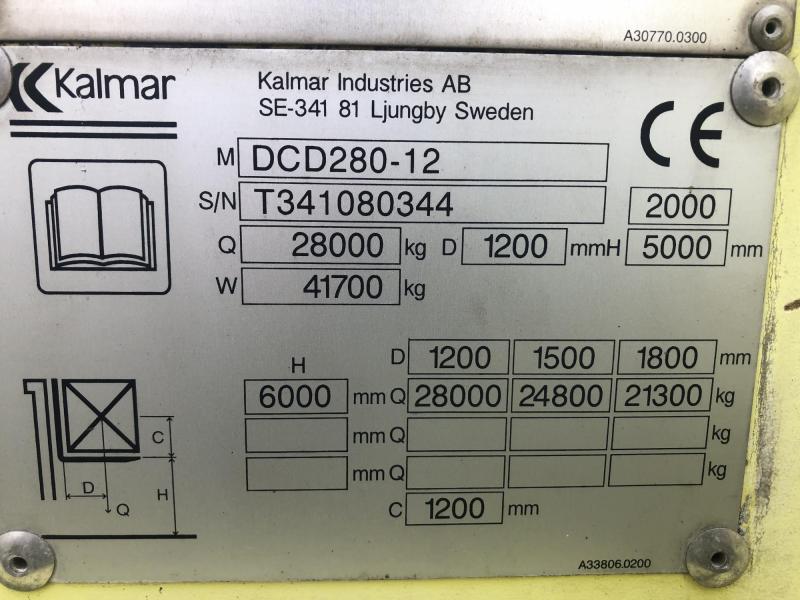 A30770.0300
Kalmar
Kalmar Industries AB
SE-341 81 Ljungby Sweden
CE
M DCD280-12
S/N T341080344 2000
Q 28000 kg D 1200 mm H 5000 mm
W 41700 kg
H D 1200 1500 1800 mm
6000 mm Q 28000 24800 21300 kg
mm Q kg
mm Q kg
C 1200 mm
C
D
H
Q
A33806.0200